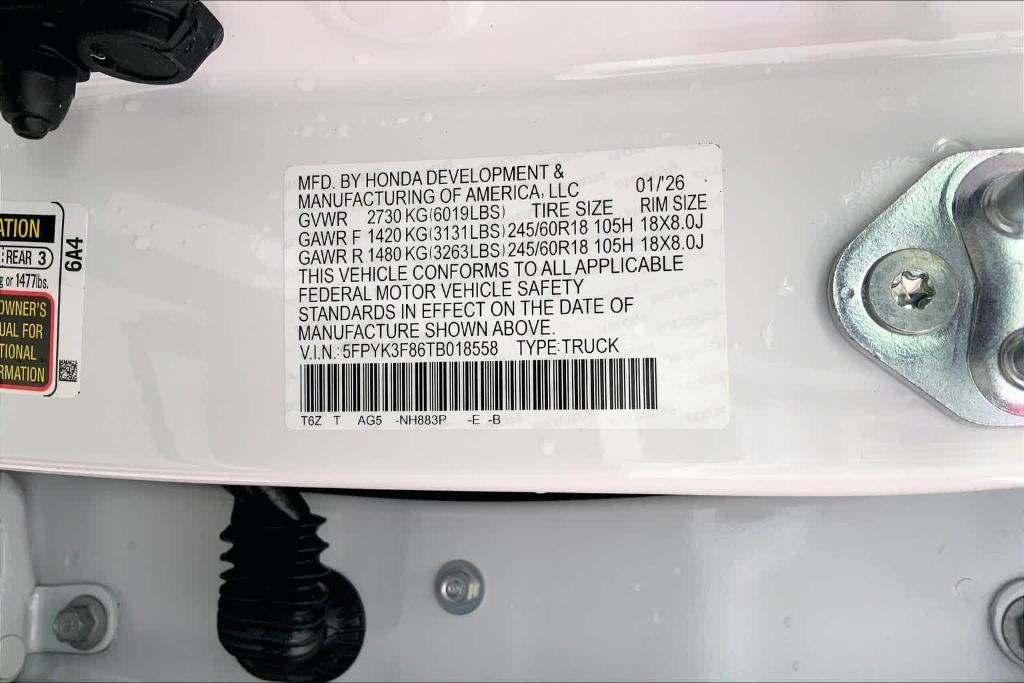 MFD. BY HONDA DEVELOPMENT &
MANUFACTURING OF AMERICA, LLC 01/'26
GVWR 2730 KG(6019LBS) TIRE SIZE RIM SIZE
GAWR F 1420 KG(3131LBS) 245/60R18 105H 18X8.0J
GAWR R 1480 KG(3263LBS) 245/60R18 105H 18X8.0J
THIS VEHICLE CONFORMS TO ALL APPLICABLE
FEDERAL MOTOR VEHICLE SAFETY
STANDARDS IN EFFECT ON THE DATE OF
MANUFACTURE SHOWN ABOVE.
V.I.N.: 5FPYK3F86TB018558 TYPE:TRUCK
T6Z T AG5 -NH883P -E -B
ATION
REAR 3
g or 1477lbs.
OWNER'S
UAL FOR
TIONAL
RMATION
6A4